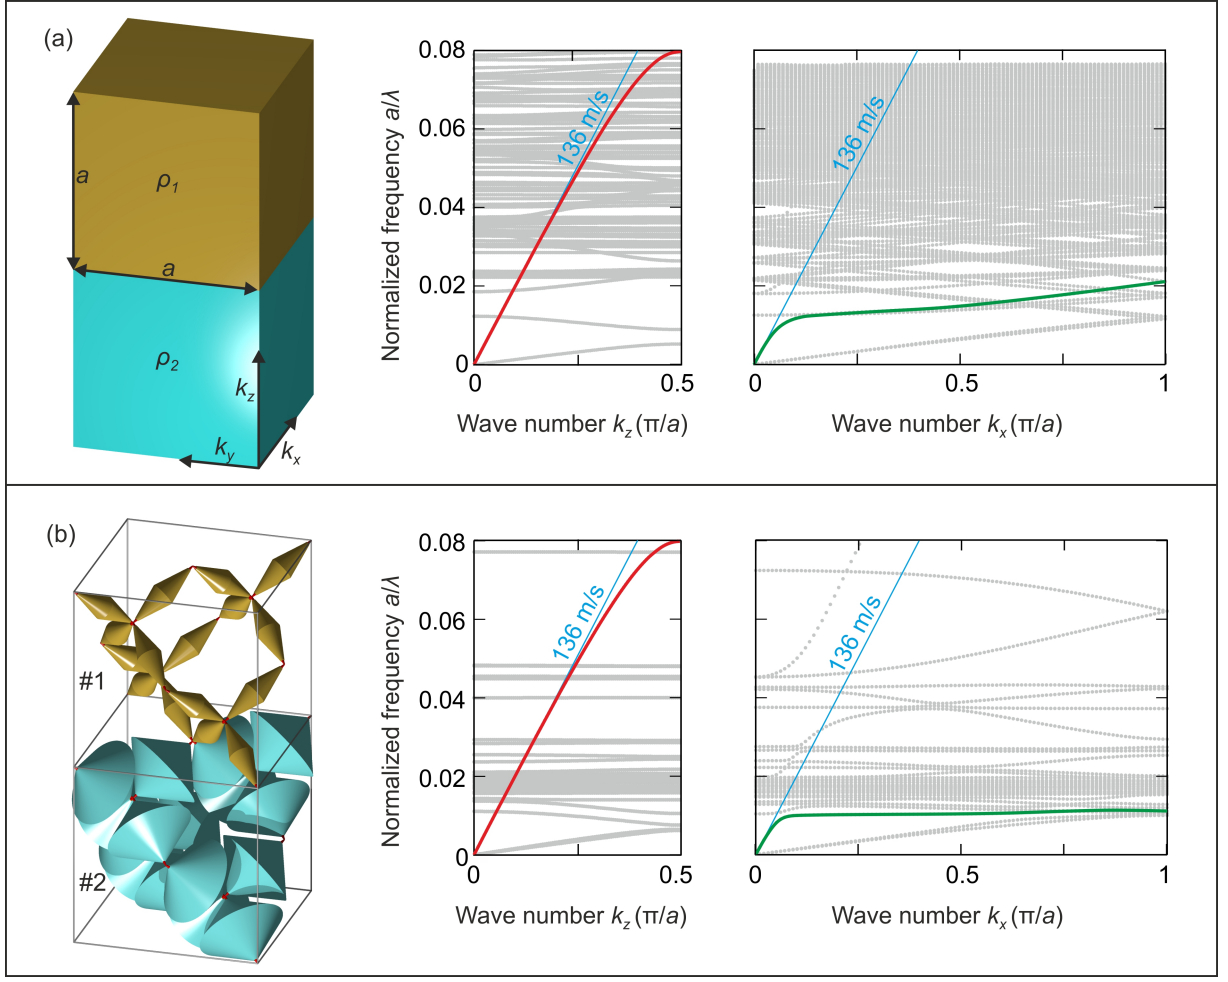 (a)
a
ρ1
a
ρ2
kz
ky
kx
Normalized frequency a/λ
0.08
0.06
0.04
0.02
0
136 m/s
0
0.5
Wave number kz (π/a)
136 m/s
0
0.5
1
Wave number kx (π/a)
(b)
#1
#2
Normalized frequency a/λ
0.08
0.06
0.04
0.02
0
136 m/s
0
0.5
Wave number kz (π/a)
136 m/s
0
0.5
1
Wave number kx (π/a)